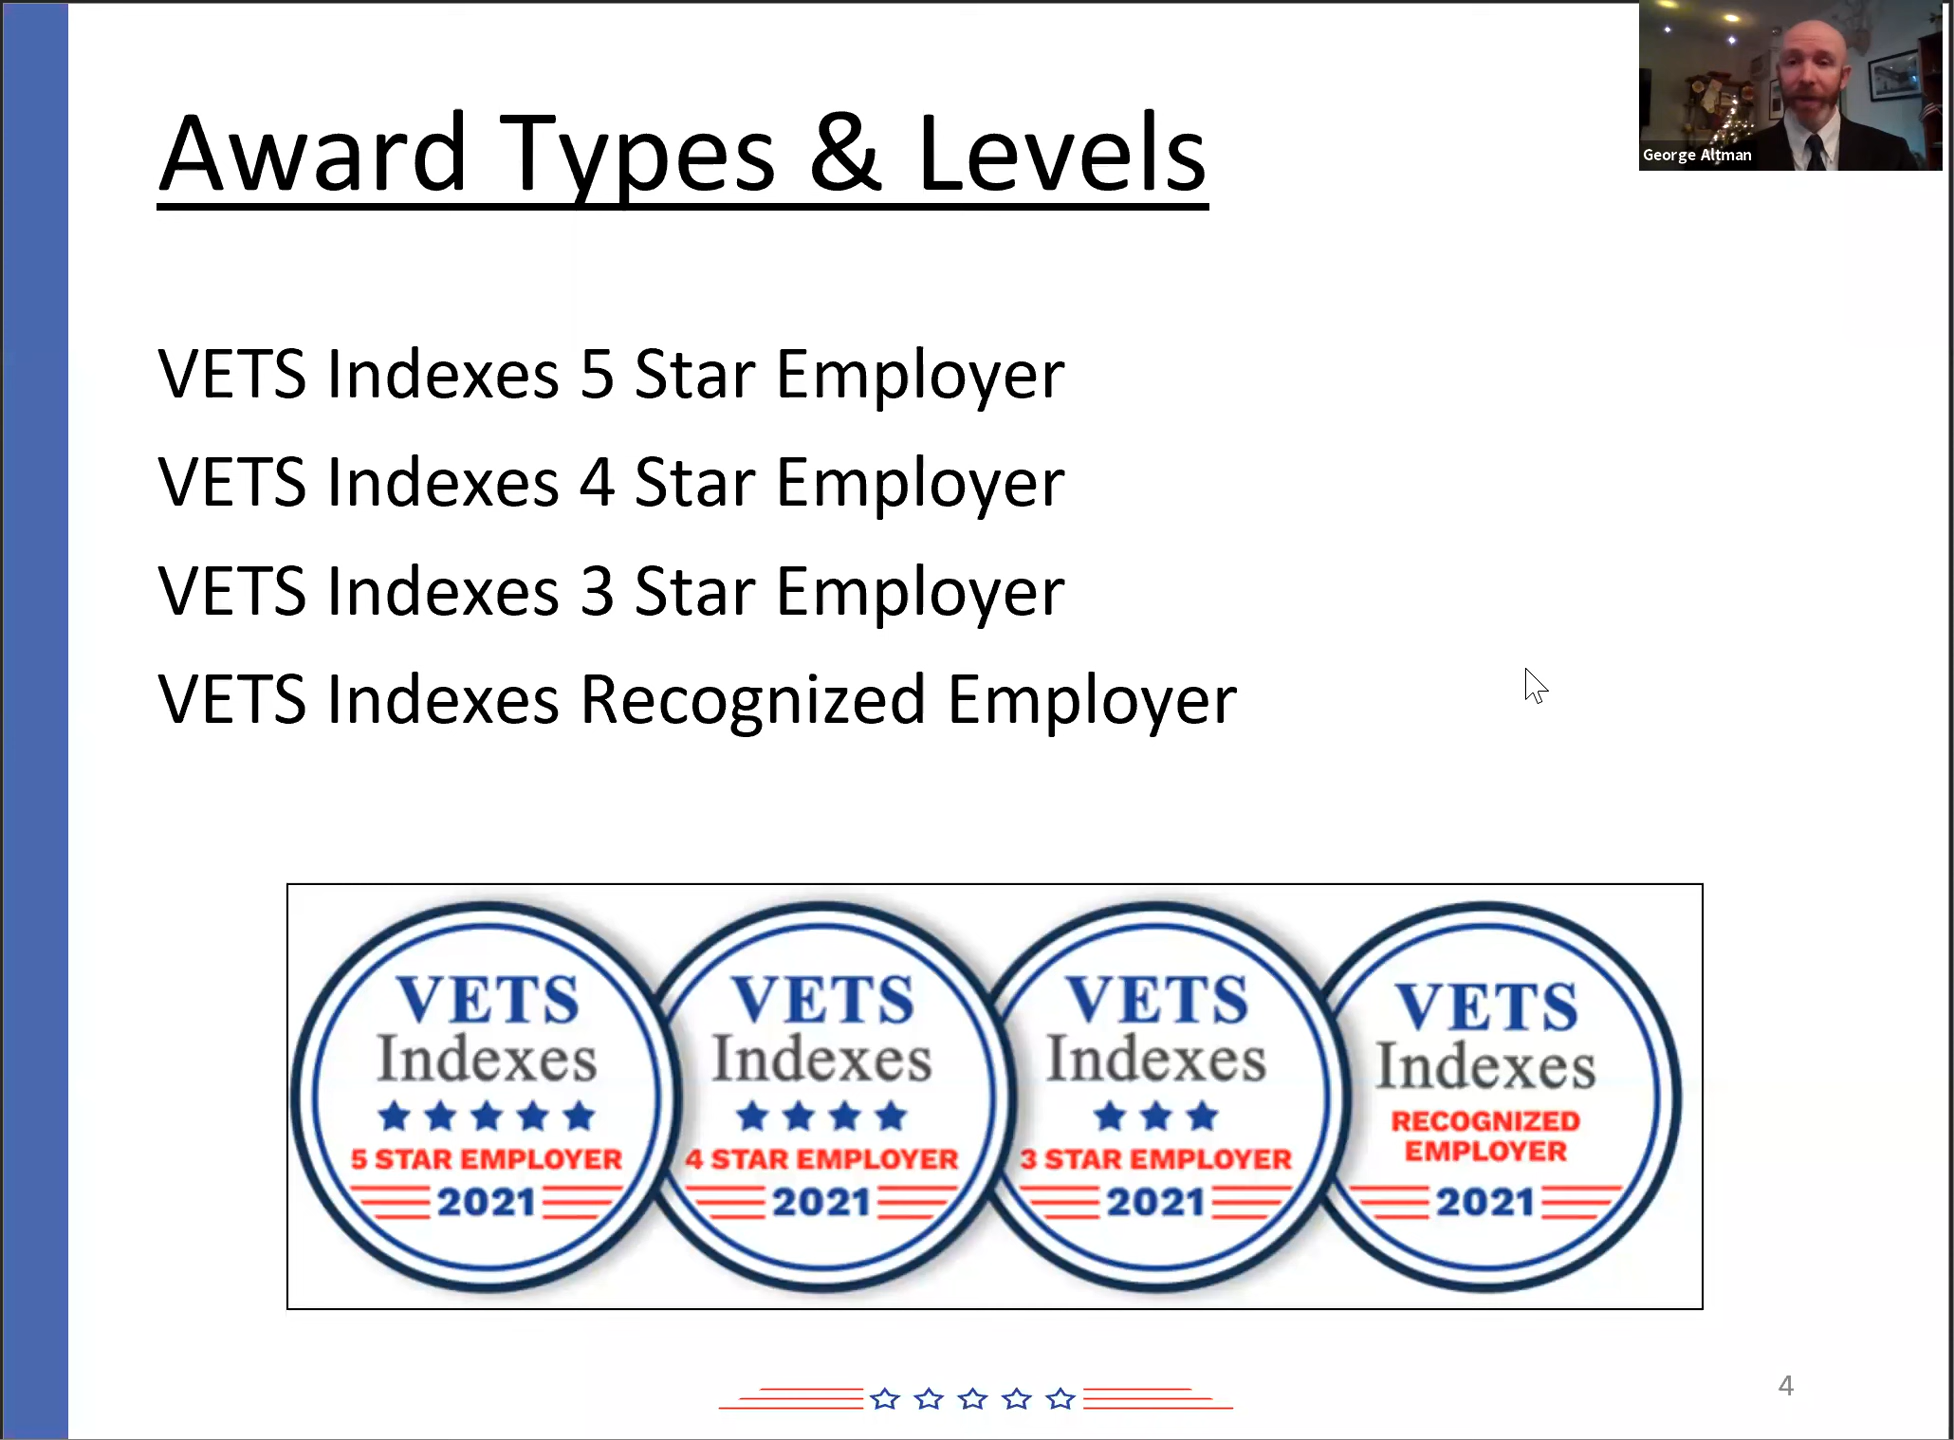 Award Types & Levels
George Altman
VETS Indexes 5 Star Employer
VETS Indexes 4 Star Employer
VETS Indexes 3 Star Employer
VETS Indexes Recognized Employer
VETS
Indexes
5 STAR EMPLOYER
2021
VETS
Indexes
4 STAR EMPLOYER
2021
VETS
Indexes
3 STAR EMPLOYER
2021
VETS
Indexes
RECOGNIZED
EMPLOYER
2021
4